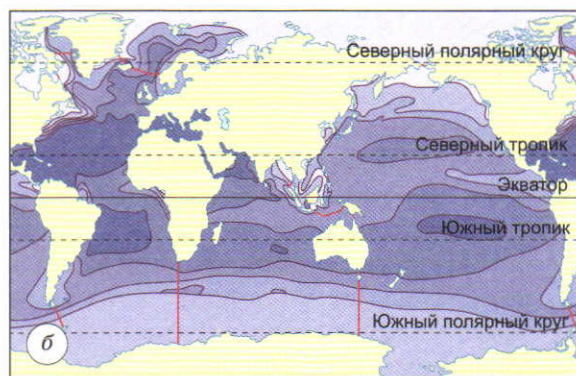 Северный полярный круг
Северный тропик
Экватор
Южный тропик
Южный полярный круг
б